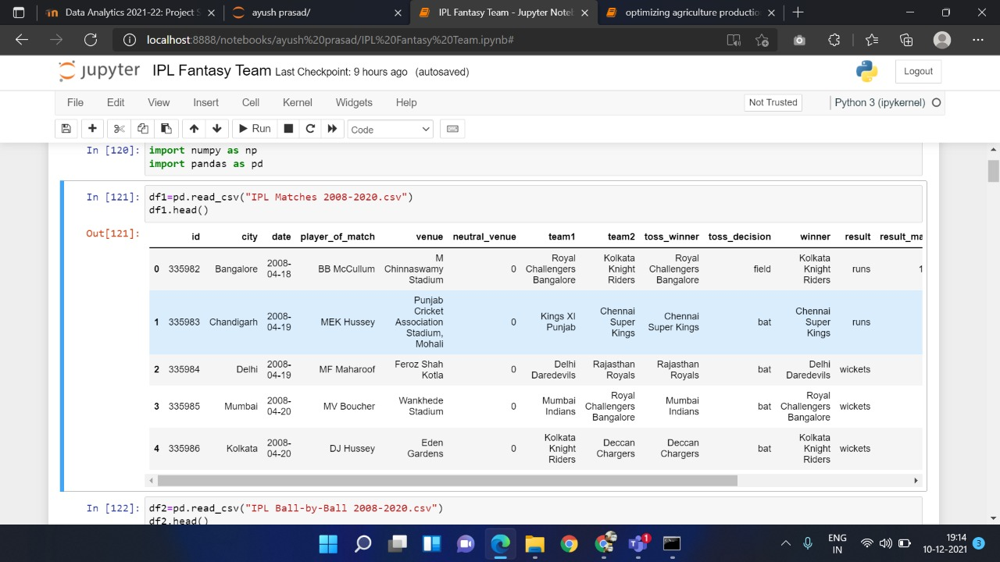 Data Analytics 2021-22: Project S
ayush prasad/
IPL Fantasy Team - Jupyter Note
optimizing agriculture productio
localhost:8888/notebooks/ayush%20prasad/IPL%20Fantasy%20Team.ipynb#
jupyter IPL Fantasy Team Last Checkpoint: 9 hours ago (autosaved)
Logout
File Edit View Insert Cell Kernel Widgets Help
Not Trusted
Python 3 (ipykernel)
Run
Code
In [120]: import numpy as np
import pandas as pd
In [121]: df1=pd.read_csv("IPL Matches 2008-2020.csv")
df1.head()
Out[121]:
id city date player_of_match venue neutral_venue team1 team2 toss_winner toss_decision winner result result_ma
0 335982 Bangalore 2008-04-18 BB McCullum M Chinnaswamy Stadium 0 Royal Challengers Bangalore Kolkata Knight Riders Royal Challengers Bangalore field Kolkata Knight Riders runs 1
1 335983 Chandigarh 2008-04-19 MEK Hussey Punjab Cricket Association Stadium, Mohali 0 Kings XI Punjab Chennai Super Kings Chennai Super Kings bat Chennai Super Kings runs
2 335984 Delhi 2008-04-19 MF Maharoof Feroz Shah Kotla 0 Delhi Daredevils Rajasthan Royals Rajasthan Royals bat Delhi Daredevils wickets
3 335985 Mumbai 2008-04-20 MV Boucher Wankhede Stadium 0 Mumbai Indians Royal Challengers Bangalore Mumbai Indians bat Royal Challengers Bangalore wickets
4 335986 Kolkata 2008-04-20 DJ Hussey Eden Gardens 0 Kolkata Knight Riders Deccan Chargers Deccan Chargers bat Kolkata Knight Riders wickets
In [122]: df2=pd.read_csv("IPL Ball-by-Ball 2008-2020.csv")
df2.head()
1
ENG
IN
19:14
10-12-2021
3